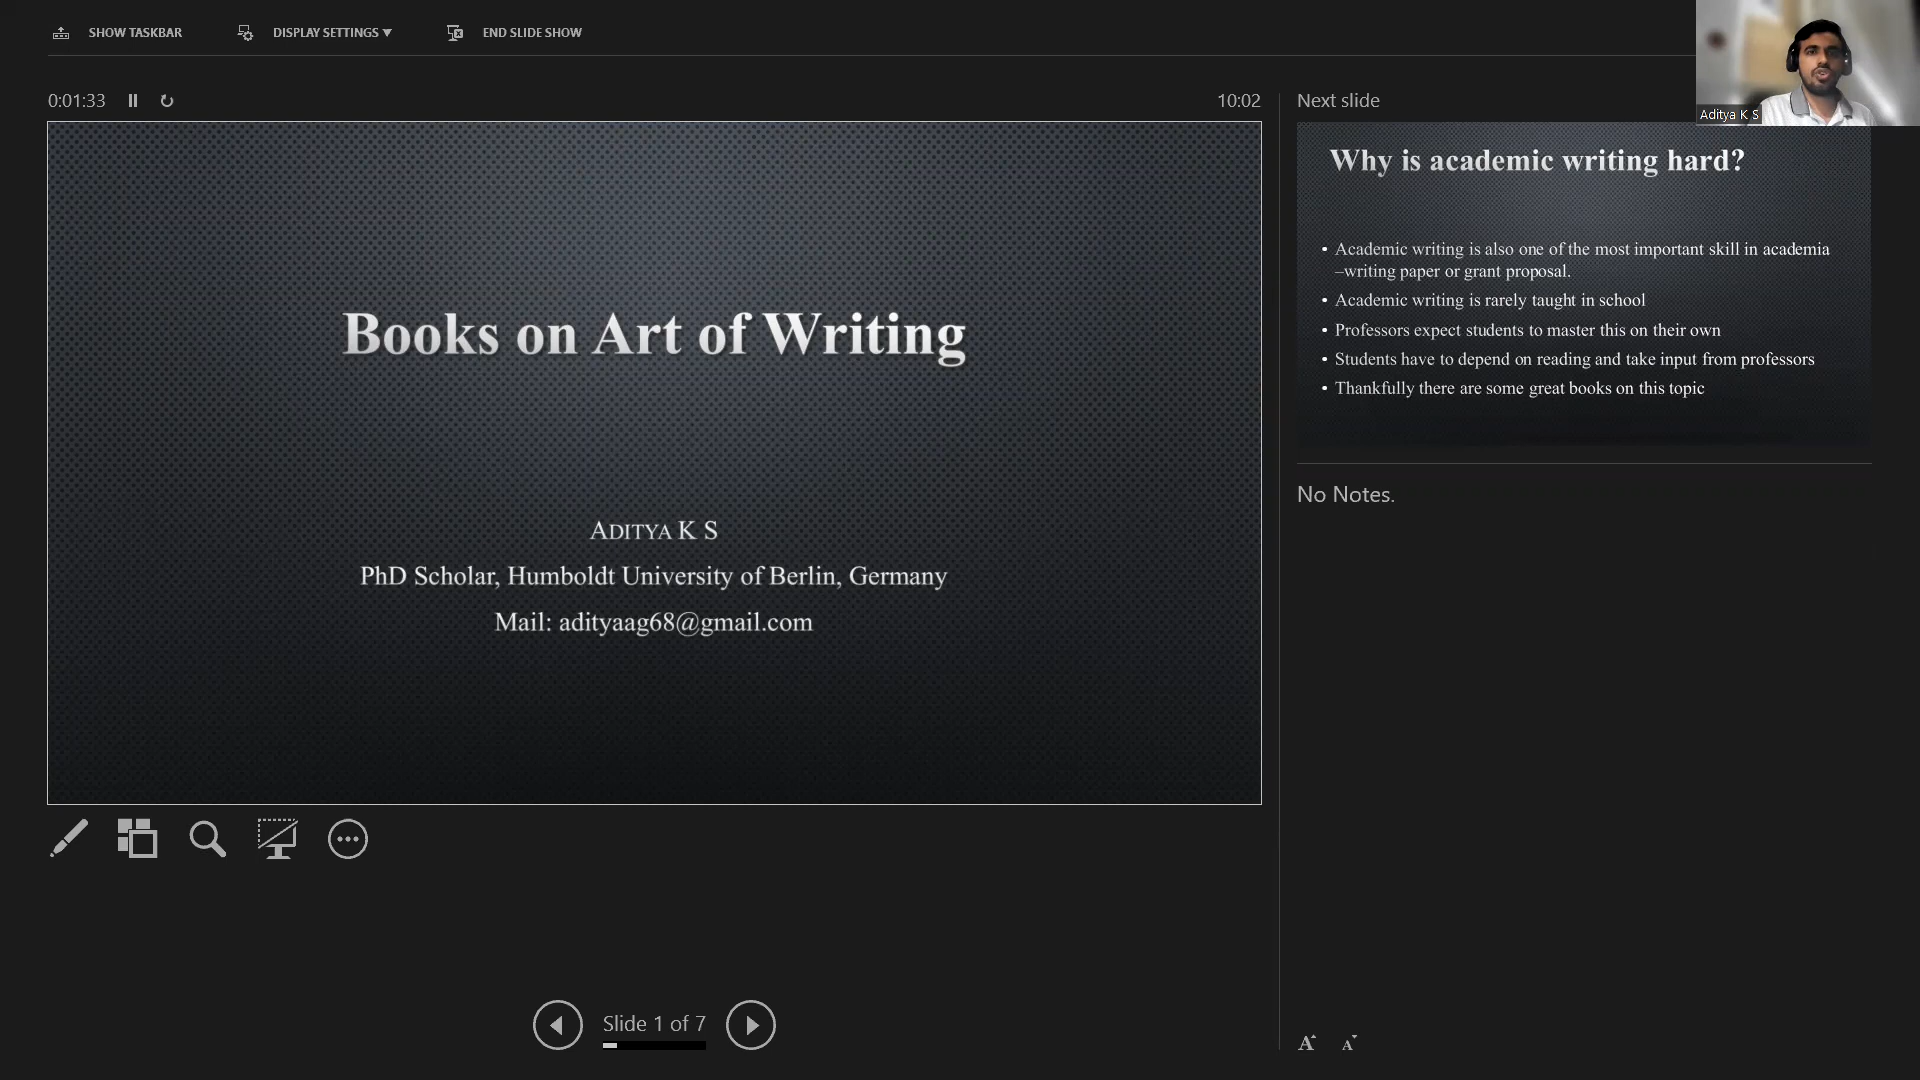 SHOW TASKBAR
DISPLAY SETTINGS ▼
END SLIDE SHOW
0:01:33
10:02
Next slide
Aditya K S
Books on Art of Writing
ADITYA K S
PhD Scholar, Humboldt University of Berlin, Germany
Mail: adityaag68@gmail.com
Why is academic writing hard?
• Academic writing is also one of the most important skill in academia
–writing paper or grant proposal.
• Academic writing is rarely taught in school
• Professors expect students to master this on their own
• Students have to depend on reading and take input from professors
• Thankfully there are some great books on this topic
No Notes.
Slide 1 of 7
A A